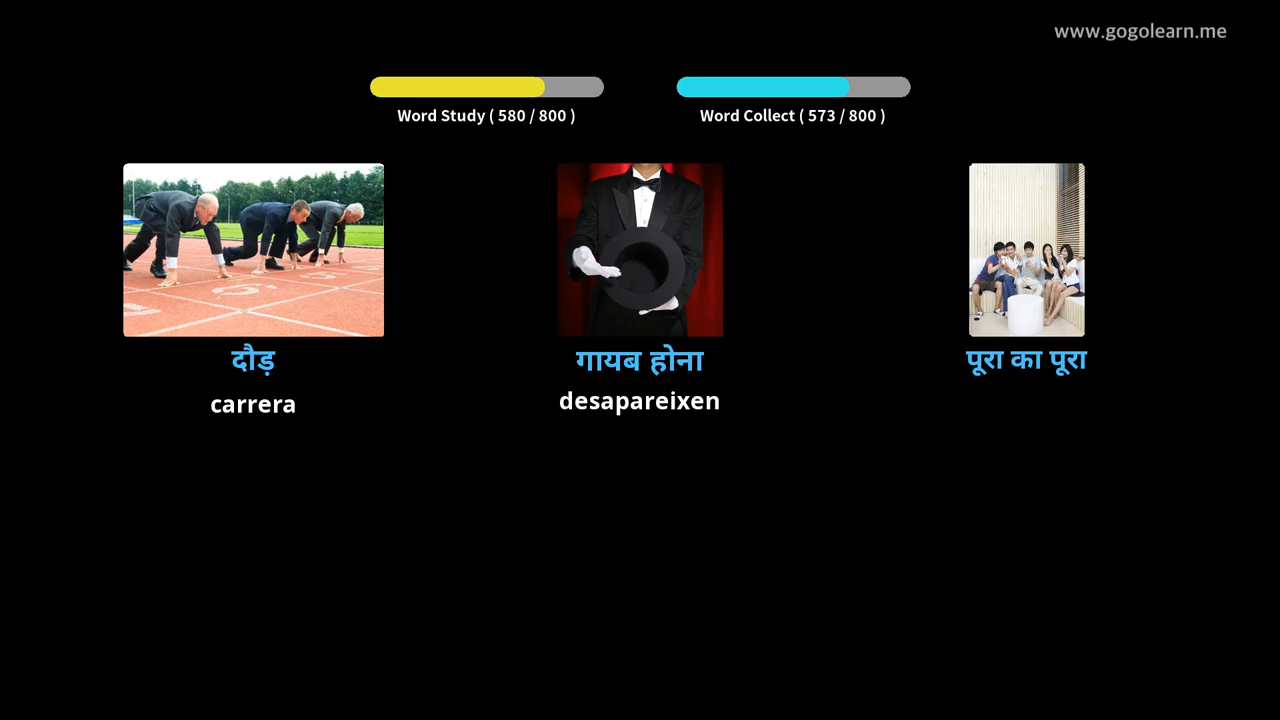 www.gogolearn.me
Word Study ( 580 / 800 )
Word Collect ( 573 / 800 )
दौड़
गायब होना
पूरा का पूरा
carrera
desapareixen